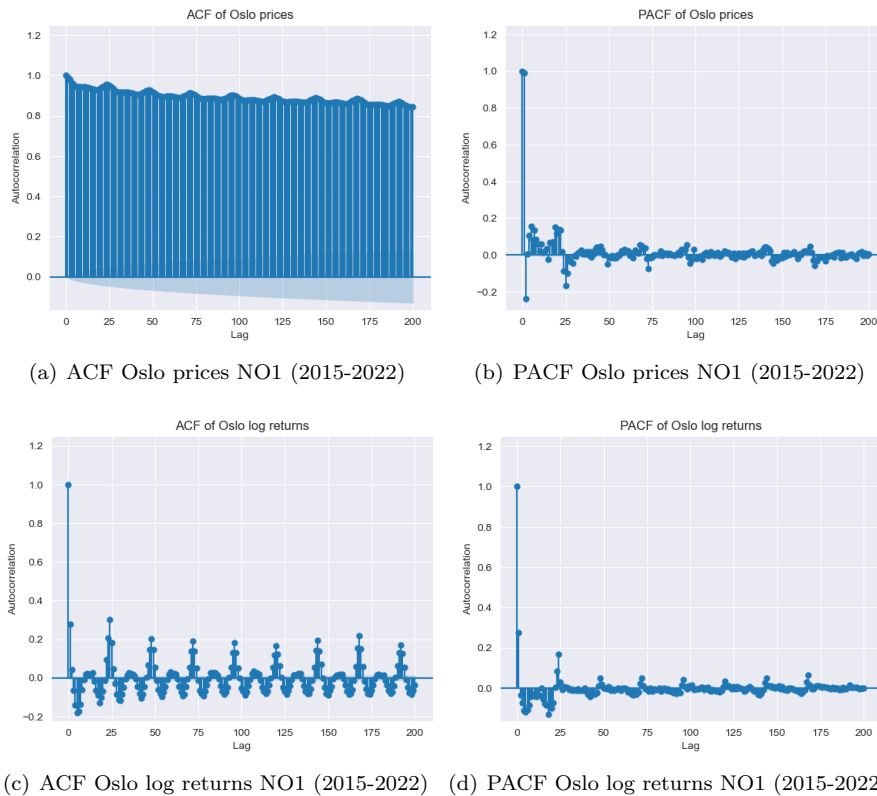 ACF of Oslo prices
1.2
1.0
0.8
0.6
0.4
0.2
0.0
Autocorrelation
0 25 50 75 100 125 150 175 200
Lag
(a) ACF Oslo prices NO1 (2015-2022)
PACF of Oslo prices
1.2
1.0
0.8
0.6
0.4
0.2
0.0
−0.2
Autocorrelation
0 25 50 75 100 125 150 175 200
Lag
(b) PACF Oslo prices NO1 (2015-2022)
ACF of Oslo log returns
1.2
1.0
0.8
0.6
0.4
0.2
0.0
−0.2
Autocorrelation
0 25 50 75 100 125 150 175 200
Lag
(c) ACF Oslo log returns NO1 (2015-2022)
PACF of Oslo log returns
1.2
1.0
0.8
0.6
0.4
0.2
0.0
Autocorrelation
0 25 50 75 100 125 150 175 200
Lag
(d) PACF Oslo log returns NO1 (2015-2022